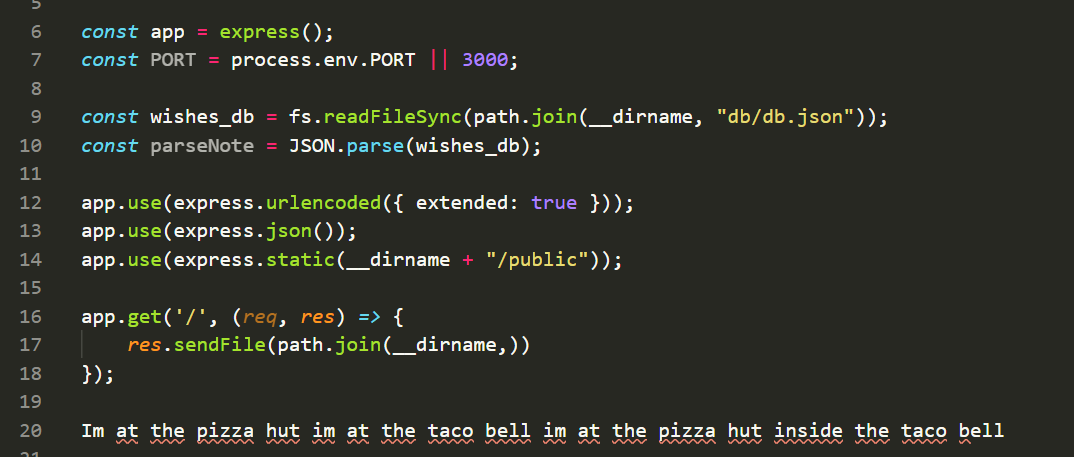 6 const app = express();
7 const PORT = process.env.PORT || 3000;
8
9 const wishes_db = fs.readFileSync(path.join(__dirname, "db/db.json"));
10 const parseNote = JSON.parse(wishes_db);
11
12 app.use(express.urlencoded({ extended: true }));
13 app.use(express.json());
14 app.use(express.static(__dirname + "/public"));
15
16 app.get('/', (req, res) => {
17     res.sendFile(path.join(__dirname,))
18 });
19
20 Im at the pizza hut im at the taco bell im at the pizza hut inside the taco bell